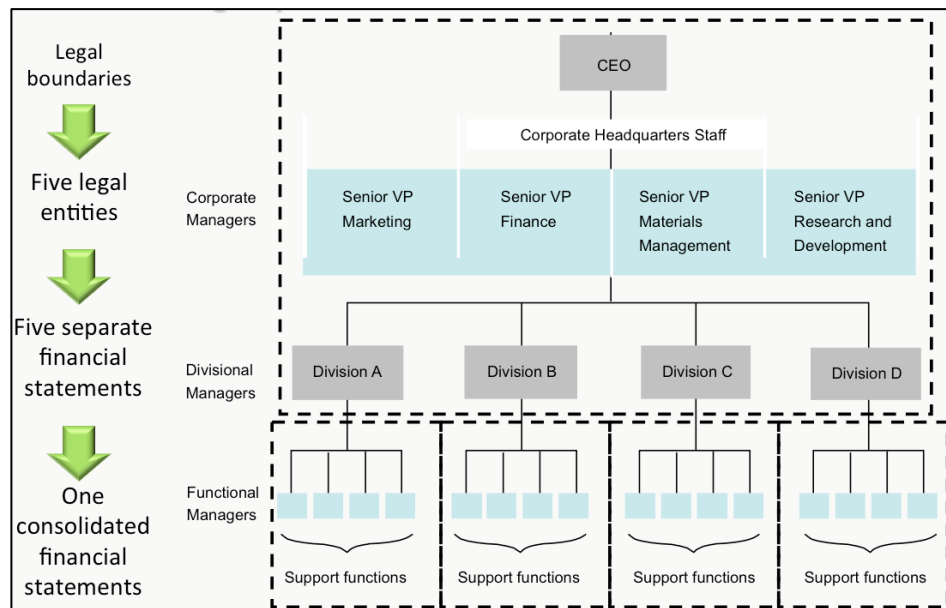 Legal
boundaries
Five legal
entities
Five separate
financial
statements
One
consolidated
financial
statements
CEO
Corporate Headquarters Staff
Corporate
Managers
Senior VP
Marketing
Senior VP
Finance
Senior VP
Materials
Management
Senior VP
Research and
Development
Divisional
Managers
Division A
Division B
Division C
Division D
Functional
Managers
Support functions
Support functions
Support functions
Support functions